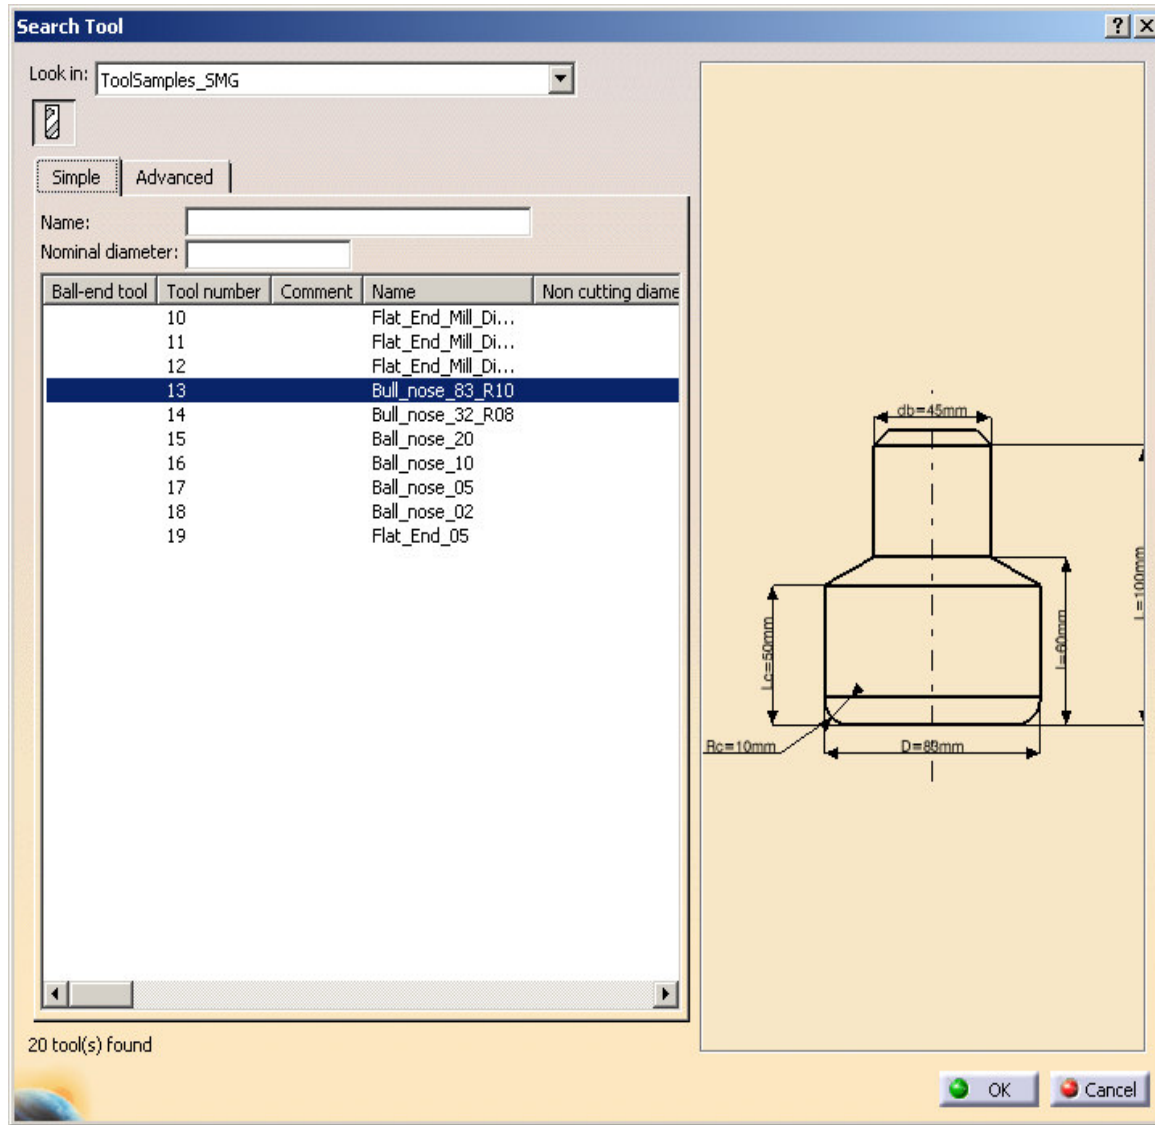 Search Tool
Look in: ToolSamples_SMG
Simple Advanced
Name:
Nominal diameter:
Ball-end tool Tool number Comment Name Non cutting diame
10 Flat_End_Mill_Di...
11 Flat_End_Mill_Di...
12 Flat_End_Mill_Di...
13 Bull_nose_83_R10
14 Bull_nose_32_R08
15 Ball_nose_20
16 Ball_nose_10
17 Ball_nose_05
18 Ball_nose_02
19 Flat_End_05
db=45mm
L=100mm
Lc=50mm
l=60mm
Rc=10mm
D=83mm
20 tool(s) found
OK Cancel